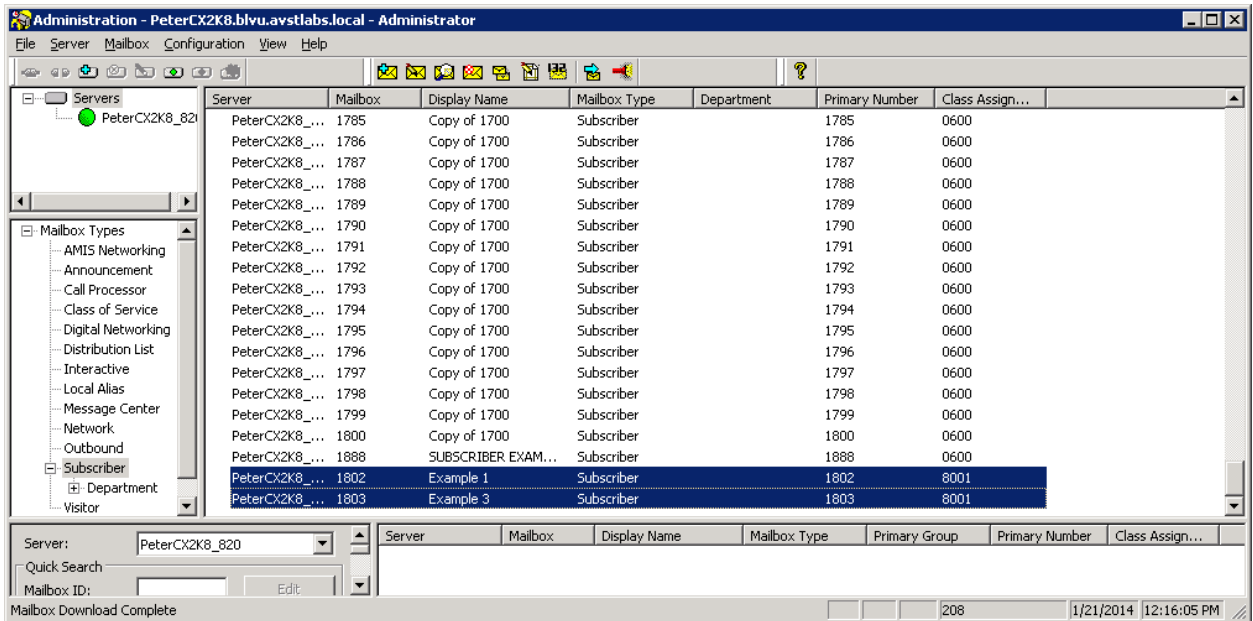 Administration - PeterCX2K8.blvu.avstlabs.local - Administrator
File Server Mailbox Configuration View Help
Servers
PeterCX2K8_820
Server Mailbox Display Name Mailbox Type Department Primary Number Class Assign...
PeterCX2K8_... 1785 Copy of 1700 Subscriber 1785 0600
PeterCX2K8_... 1786 Copy of 1700 Subscriber 1786 0600
PeterCX2K8_... 1787 Copy of 1700 Subscriber 1787 0600
PeterCX2K8_... 1788 Copy of 1700 Subscriber 1788 0600
PeterCX2K8_... 1789 Copy of 1700 Subscriber 1789 0600
PeterCX2K8_... 1790 Copy of 1700 Subscriber 1790 0600
PeterCX2K8_... 1791 Copy of 1700 Subscriber 1791 0600
PeterCX2K8_... 1792 Copy of 1700 Subscriber 1792 0600
PeterCX2K8_... 1793 Copy of 1700 Subscriber 1793 0600
PeterCX2K8_... 1794 Copy of 1700 Subscriber 1794 0600
PeterCX2K8_... 1795 Copy of 1700 Subscriber 1795 0600
PeterCX2K8_... 1796 Copy of 1700 Subscriber 1796 0600
PeterCX2K8_... 1797 Copy of 1700 Subscriber 1797 0600
PeterCX2K8_... 1798 Copy of 1700 Subscriber 1798 0600
PeterCX2K8_... 1799 Copy of 1700 Subscriber 1799 0600
PeterCX2K8_... 1800 Copy of 1700 Subscriber 1800 0600
PeterCX2K8_... 1888 SUBSCRIBER EXAM... Subscriber 1888 0600
PeterCX2K8_... 1802 Example 1 Subscriber 1802 8001
PeterCX2K8_... 1803 Example 3 Subscriber 1803 8001
Mailbox Types
AMIS Networking
Announcement
Call Processor
Class of Service
Digital Networking
Distribution List
Interactive
Local Alias
Message Center
Network
Outbound
Subscriber
Department
Visitor
Server: PeterCX2K8_820
Quick Search
Mailbox ID: Edit
Server Mailbox Display Name Mailbox Type Primary Group Primary Number Class Assign...
Mailbox Download Complete 208 1/21/2014 12:16:05 PM